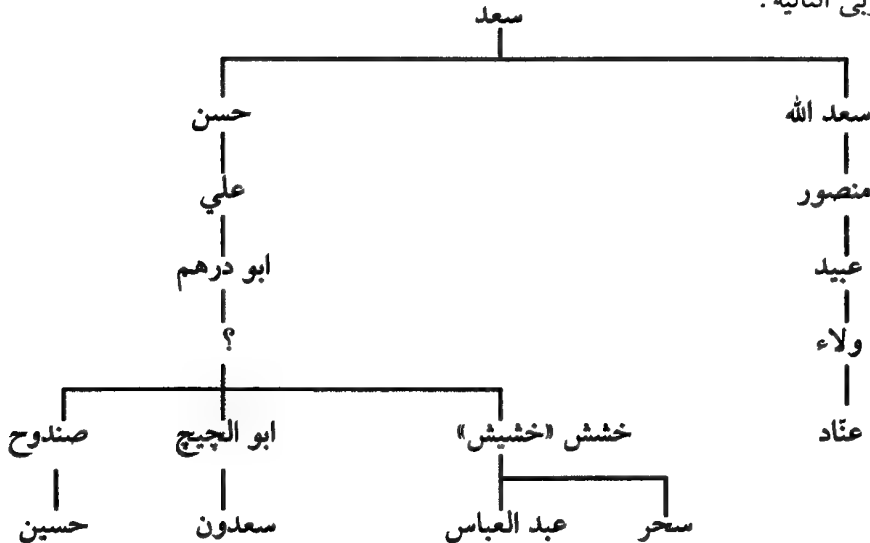 الثانية :
سعد
سعد الله حسن
منصور علي
عبيد ابو درهم
ولاء ؟
عنّاد خشش «خشيش» ابو الچيچ صندوح
سحر عبد العباس سعدون حسين